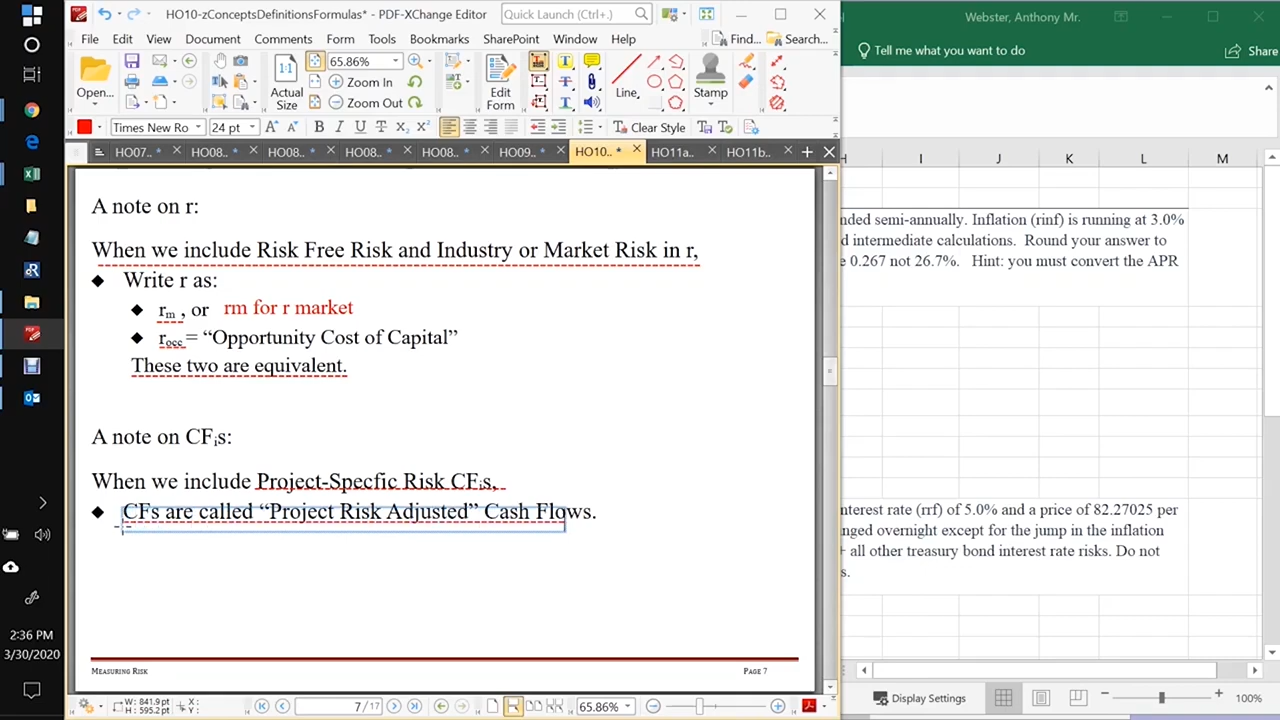 HO10-zConceptsDefinitionsFormulas* - PDF-XChange Editor
Quick Launch (Ctrl+.)
Webster, Anthony Mr.
File Edit View Document Comments Form Tools Bookmarks SharePoint Window Help
Find... Search...
Tell me what you want to do
Share
Open...
65.86%
Zoom In
Zoom Out
Actual Size
Edit Form
Line,
Stamp
Times New Ro 24 pt
Clear Style
HO07.. HO08.. HO08.. HO08.. HO08.. HO09.. HO10.. * HO11a.. HO11b..
H I J K L M
A note on r:
When we include Risk Free Risk and Industry or Market Risk in r,
Write r as:
rm , or rm for r market
rocc = “Opportunity Cost of Capital”
These two are equivalent.
A note on CFis:
When we include Project-Specfic Risk CFis,
CFs are called “Project Risk Adjusted” Cash Flows.
MEASURING RISK
PAGE 7
nded semi-annually. Inflation (rinf) is running at 3.0%
d intermediate calculations. Round your answer to
e 0.267 not 26.7%. Hint: you must convert the APR
nterest rate (rrf) of 5.0% and a price of 82.27025 per
nged overnight except for the jump in the inflation
+ all other treasury bond interest rate risks. Do not
s.
2:36 PM
3/30/2020
W: 841.9pt
H: 595.2pt
X:
Y:
7 / 17
65.86%
Display Settings
100%